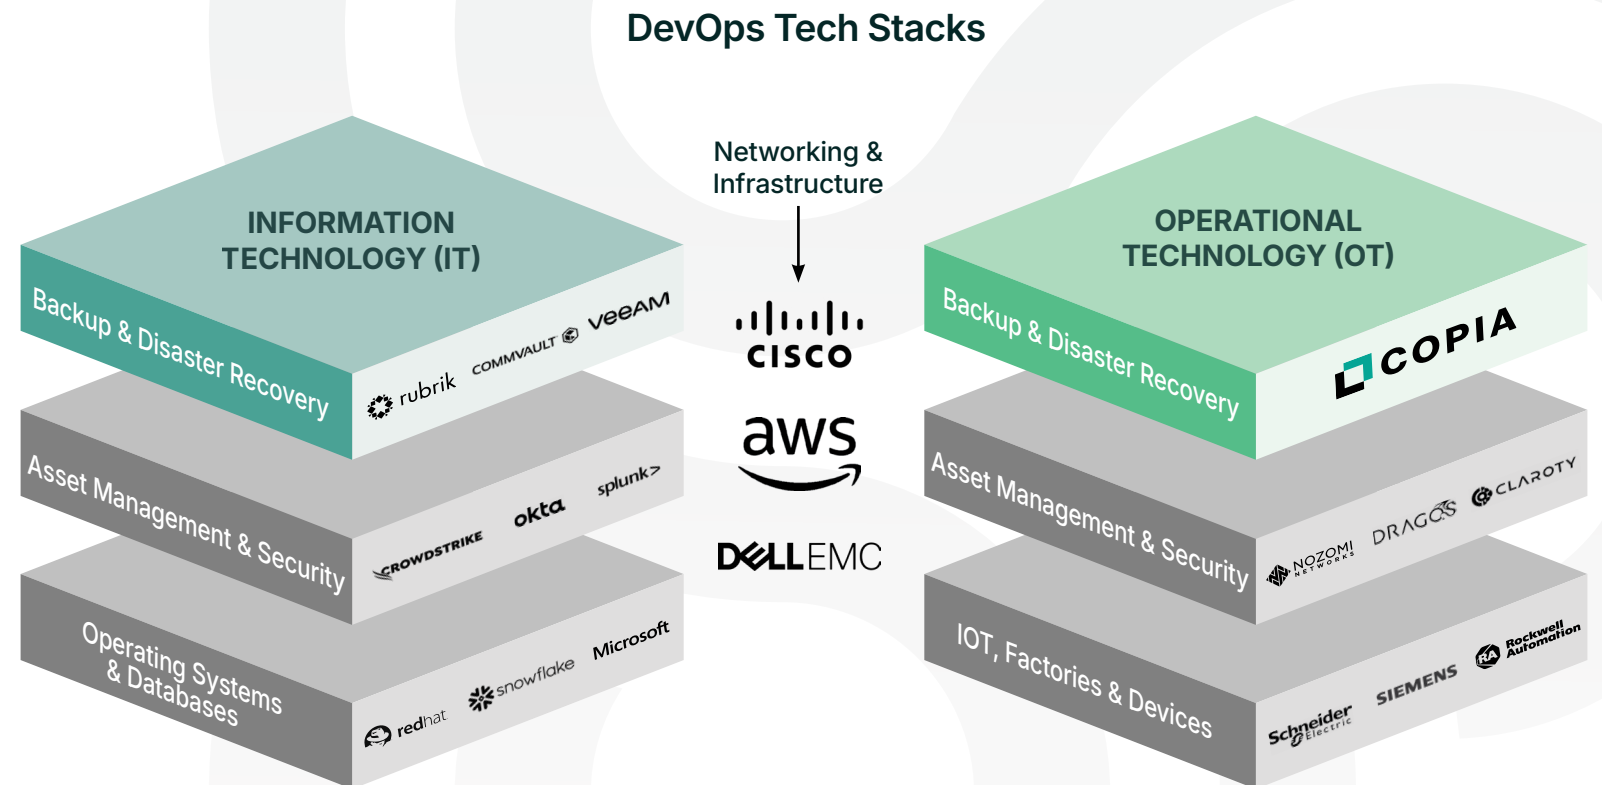 DevOps Tech Stacks
INFORMATION
TECHNOLOGY (IT)
Backup & Disaster Recovery
rubrik
COMMVAULT
veeAM
Asset Management & Security
CROWDSTRIKE
okta
splunk>
Operating Systems
& Databases
redhat
snowflake
Microsoft
Networking &
Infrastructure
CISCO
aws
DELLEMC
OPERATIONAL
TECHNOLOGY (OT)
Backup & Disaster Recovery
COPIA
Asset Management & Security
NOZOMI
NETWORKS
DRAGOS
CLAROTY
IOT, Factories & Devices
Schneider
Electric
SIEMENS
RA
Rockwell
Automation